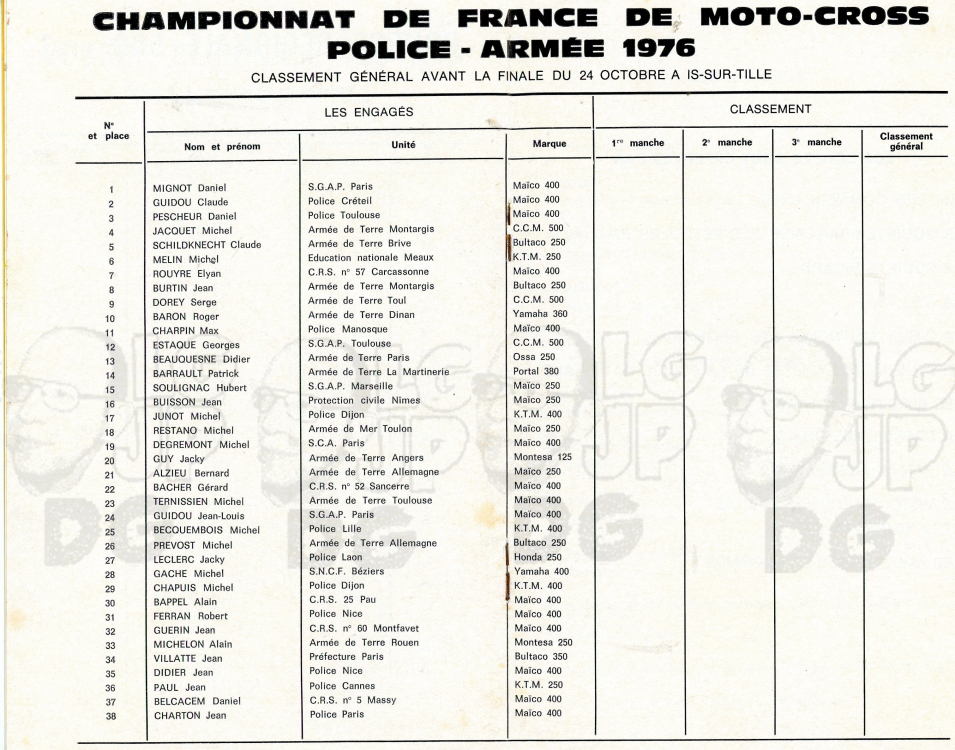 CHAMPIONNAT DE FRANCE DE MOTO-CROSS
POLICE - ARMÉE 1976
CLASSEMENT GÉNÉRAL AVANT LA FINALE DU 24 OCTOBRE A IS-SUR-TILLE
N° et place LES ENGAGÉS CLASSEMENT
Nom et prénom Unité Marque 1re manche 2e manche 3e manche Classement général
1 MIGNOT Daniel S.G.A.P. Paris Maïco 400
2 GUIDOU Claude Police Créteil Maïco 400
3 PESCHEUR Daniel Police Toulouse Maïco 400
4 JACQUET Michel Armée de Terre Montargis C.C.M. 500
5 SCHILDKNECHT Claude Armée de Terre Brive Bultaco 250
6 MELIN Michel Education nationale Meaux K.T.M. 250
7 ROUYRE Elyan C.R.S. n° 57 Carcassonne Maïco 400
8 BURTIN Jean Armée de Terre Montargis Bultaco 250
9 DOREY Serge Armée de Terre Toul C.C.M. 500
10 BARON Roger Armée de Terre Dinan Yamaha 360
11 CHARPIN Max Police Manosque Maïco 400
12 ESTAQUE Georges S.G.A.P. Toulouse C.C.M. 500
13 BEAUQUESNE Didier Armée de Terre Paris Ossa 250
14 BARRAULT Patrick Armée de Terre La Martinerie Portal 380
15 SOULIGNAC Hubert S.G.A.P. Marseille Maïco 250
16 BUISSON Jean Protection civile Nîmes Maïco 250
17 JUNOT Michel Police Dijon K.T.M. 400
18 RESTANO Michel Armée de Mer Toulon Maïco 250
19 DEGREMONT Michel S.C.A. Paris Maïco 400
20 GUY Jacky Armée de Terre Angers Montesa 125
21 ALZIEU Bernard Armée de Terre Allemagne Maïco 250
22 BACHER Gérard C.R.S. n° 52 Sancerre Maïco 400
23 TERNISSIEN Michel Armée de Terre Toulouse Maïco 400
24 GUIDOU Jean-Louis S.G.A.P. Paris Maïco 400
25 BECQUEMBOIS Michel Police Lille K.T.M. 400
26 PREVOST Michel Armée de Terre Allemagne Bultaco 250
27 LECLERC Jacky Police Laon Honda 250
28 GACHE Michel S.N.C.F. Béziers Yamaha 400
29 CHAPUIS Michel Police Dijon K.T.M. 400
30 BAPPEL Alain C.R.S. 25 Pau Maïco 400
31 FERRAN Robert Police Nice Maïco 400
32 GUERIN Jean C.R.S. n° 60 Montfavet Maïco 400
33 MICHELON Alain Armée de Terre Rouen Montesa 250
34 VILLATTE Jean Préfecture Paris Bultaco 350
35 DIDIER Jean Police Nice Maïco 400
36 PAUL Jean Police Cannes K.T.M. 250
37 BELCACEM Daniel C.R.S. n° 5 Massy Maïco 400
38 CHARTON Jean Police Paris Maïco 400
LG LG LG
JP JP JP
DG DG DG